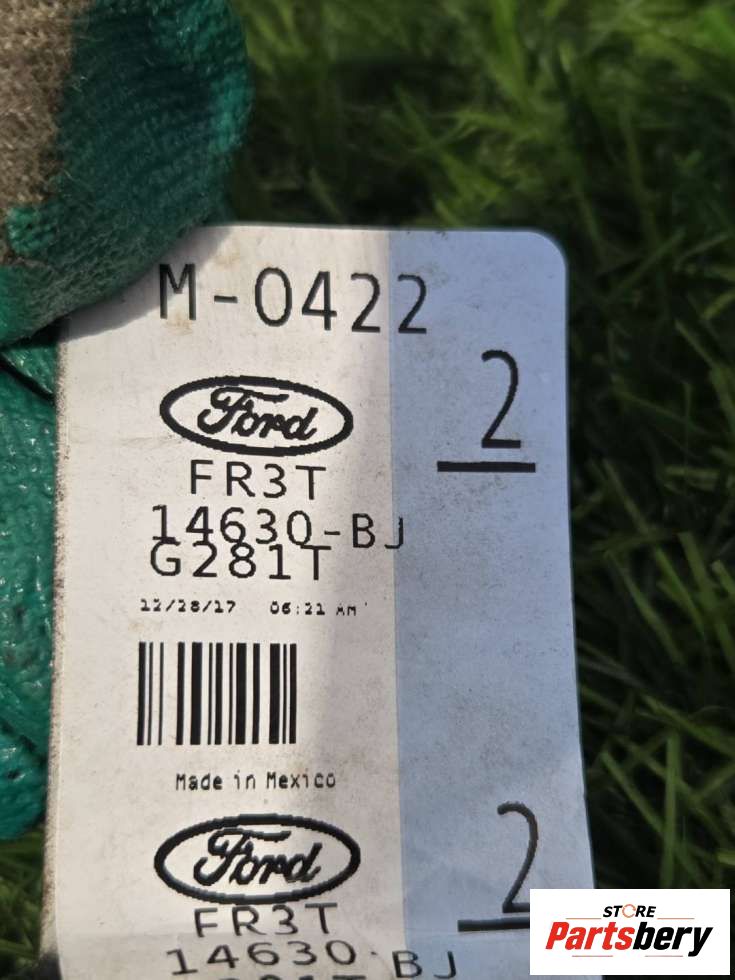 M-0422
2
Ford
FR3T
14630-BJ
G281T
12/28/17 06:21 AM
Made in Mexico
2
Ford
FR3T
14630-BJ
STORE
Partsbery